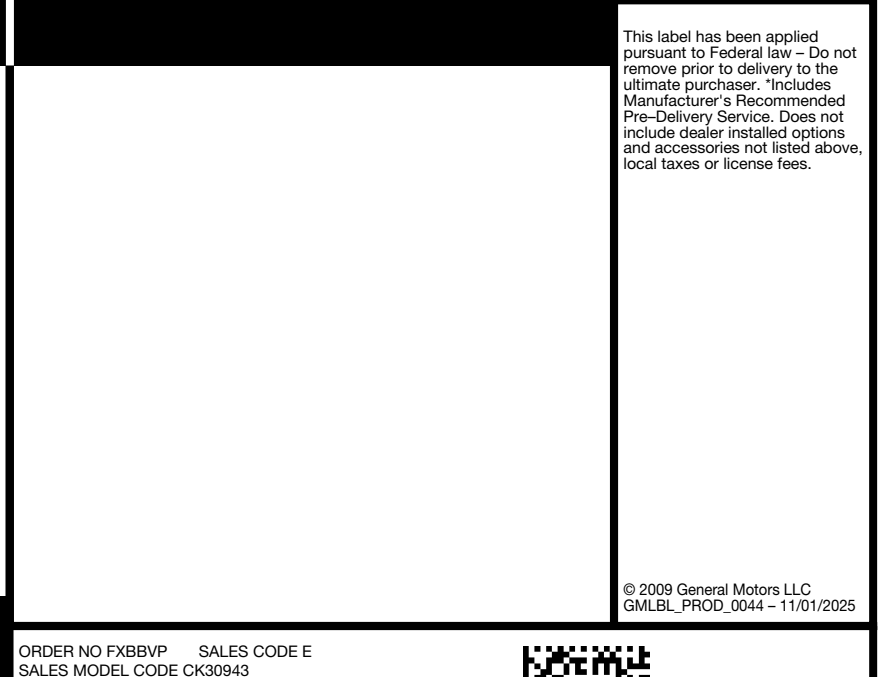 This label has been applied
pursuant to Federal law – Do not
remove prior to delivery to the
ultimate purchaser. *Includes
Manufacturer's Recommended
Pre–Delivery Service. Does not
include dealer installed options
and accessories not listed above,
local taxes or license fees.
© 2009 General Motors LLC
GMLBL_PROD_0044 – 11/01/2025
ORDER NO FXBBVP SALES CODE E
SALES MODEL CODE CK30943